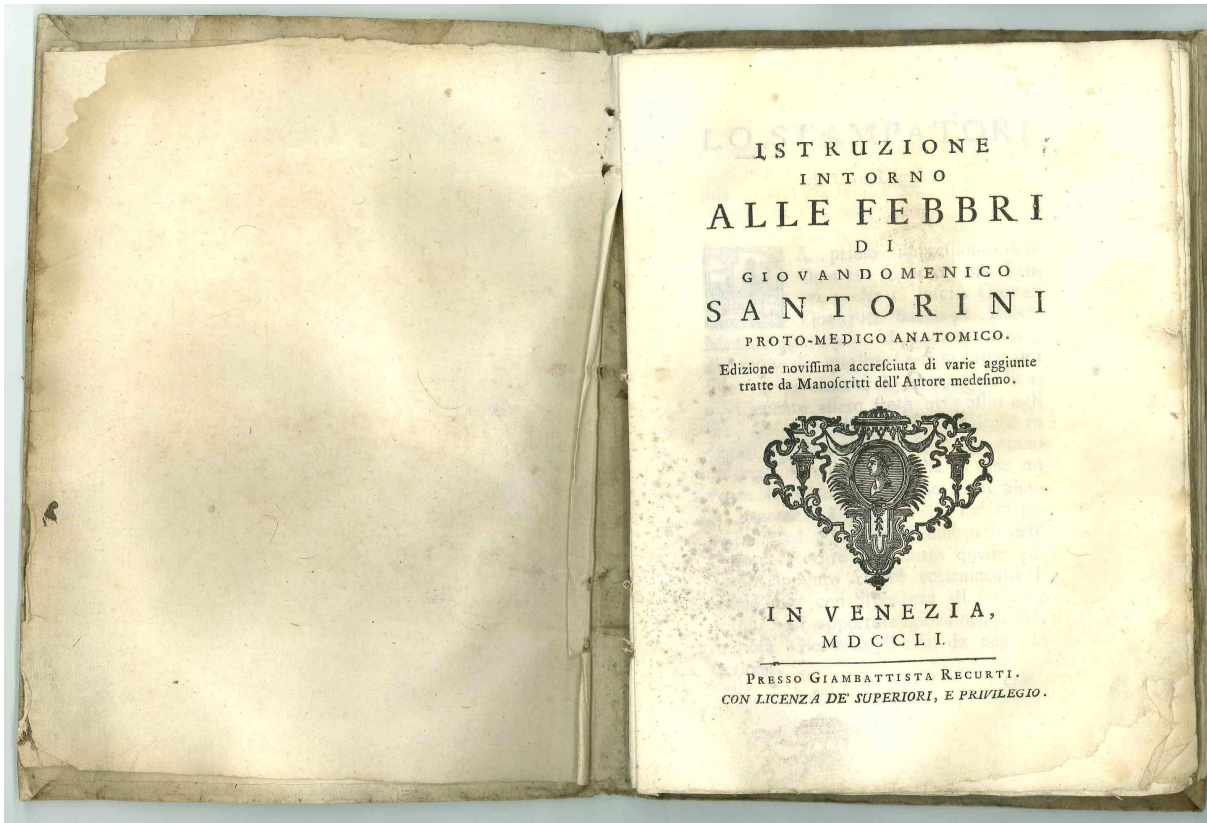 ISTRUZIONE
INTORNO
ALLE FEBBRI
DI
GIOVANDOMENICO
SANTORINI
PROTO-MEDICO ANATOMICO.
Edizione noviſſima accreſciuta di varie aggiunte
tratte da Manoſcritti dell' Autore medeſimo.
IN VENEZIA,
MDCCLI.
PRESSO GIAMBATTISTA RECURTI.
CON LICENZA DE' SUPERIORI, E PRIVILEGIO.